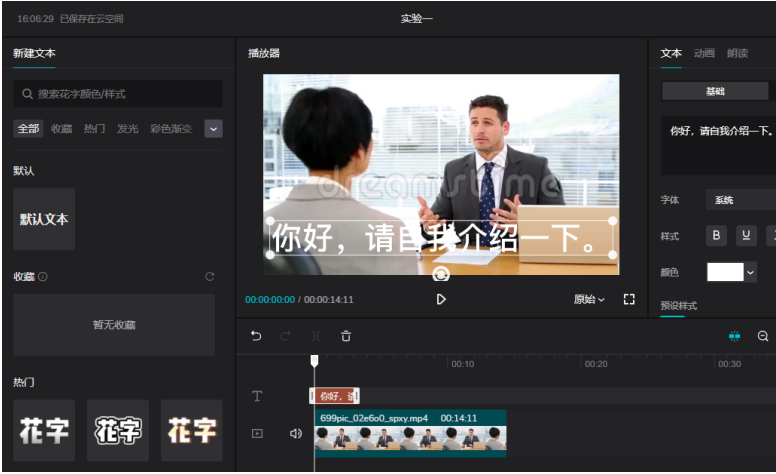 16:06:29 已保存在云空间
实验一
新建文本
搜索花字颜色/样式
全部 收藏 热门 发光 彩色渐变
默认
默认文本
收藏
暂无收藏
热门
花字 花字 花字
播放器
dreamstime
你好，请自我介绍一下。
00:00:00:00 / 00:00:14:11
原始
文本 动画 朗读
基础
你好，请自我介绍一下。
字体 系统
样式 B U
颜色
预设样式
00:10 00:20 00:30
T 你好，请
699pic_02e6o0_spxy.mp4 00:14:11